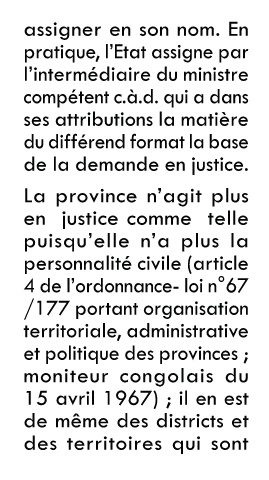 assigner en son nom. En
pratique, l'Etat assigne par
l'intermédiaire du ministre
compétent c.à.d. qui a dans
ses attributions la matière
du différend format la base
de la demande en justice.
La province n'agit plus
en justice comme telle
puisqu'elle n'a plus la
personnalité civile (article
4 de l'ordonnance- loi n°67
/177 portant organisation
territoriale, administrative
et politique des provinces ;
moniteur congolais du
15 avril 1967) ; il en est
de même des districts et
des territoires qui sont